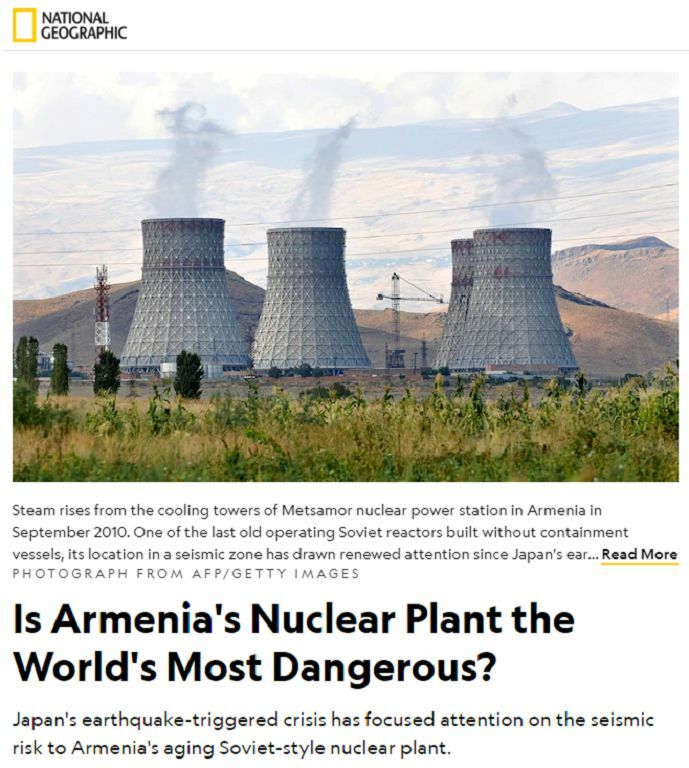 NATIONAL
GEOGRAPHIC
Steam rises from the cooling towers of Metsamor nuclear power station in Armenia in
September 2010. One of the last old operating Soviet reactors built without containment
vessels, its location in a seismic zone has drawn renewed attention since Japan's ear... Read More
PHOTOGRAPH FROM AFP/GETTY IMAGES
Is Armenia's Nuclear Plant the
World's Most Dangerous?
Japan's earthquake-triggered crisis has focused attention on the seismic
risk to Armenia's aging Soviet-style nuclear plant.